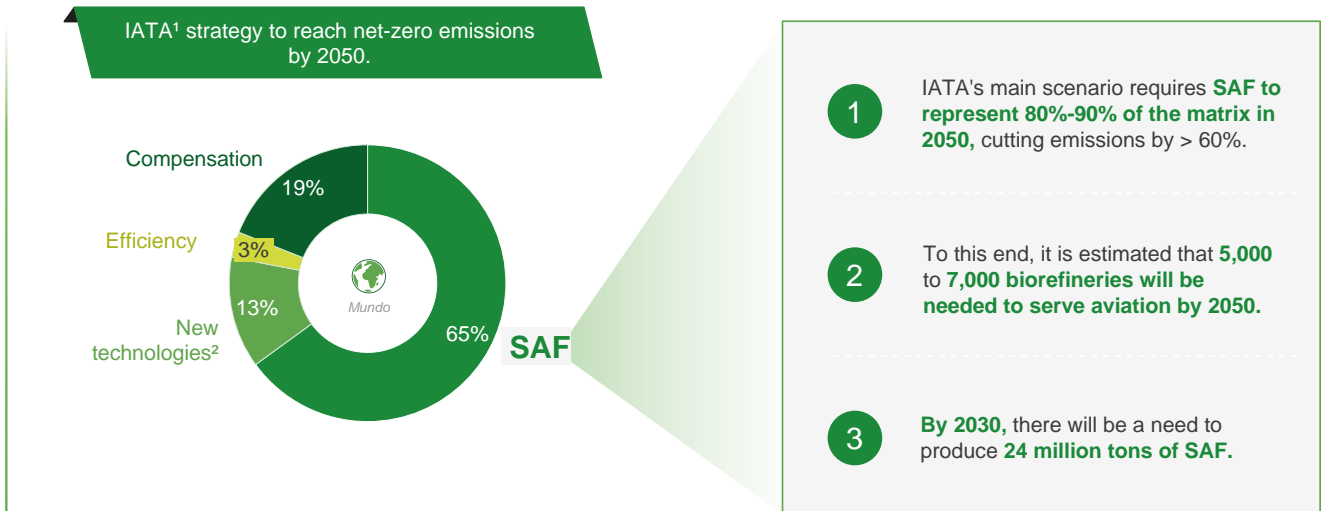 IATA¹ strategy to reach net-zero emissions
by 2050.
Compensation
19%
Efficiency
3%
13%
New
technologies²
Mundo
65%
SAF
1
IATA's main scenario requires SAF to
represent 80%-90% of the matrix in
2050, cutting emissions by > 60%.
2
To this end, it is estimated that 5,000
to 7,000 biorefineries will be
needed to serve aviation by 2050.
3
By 2030, there will be a need to
produce 24 million tons of SAF.